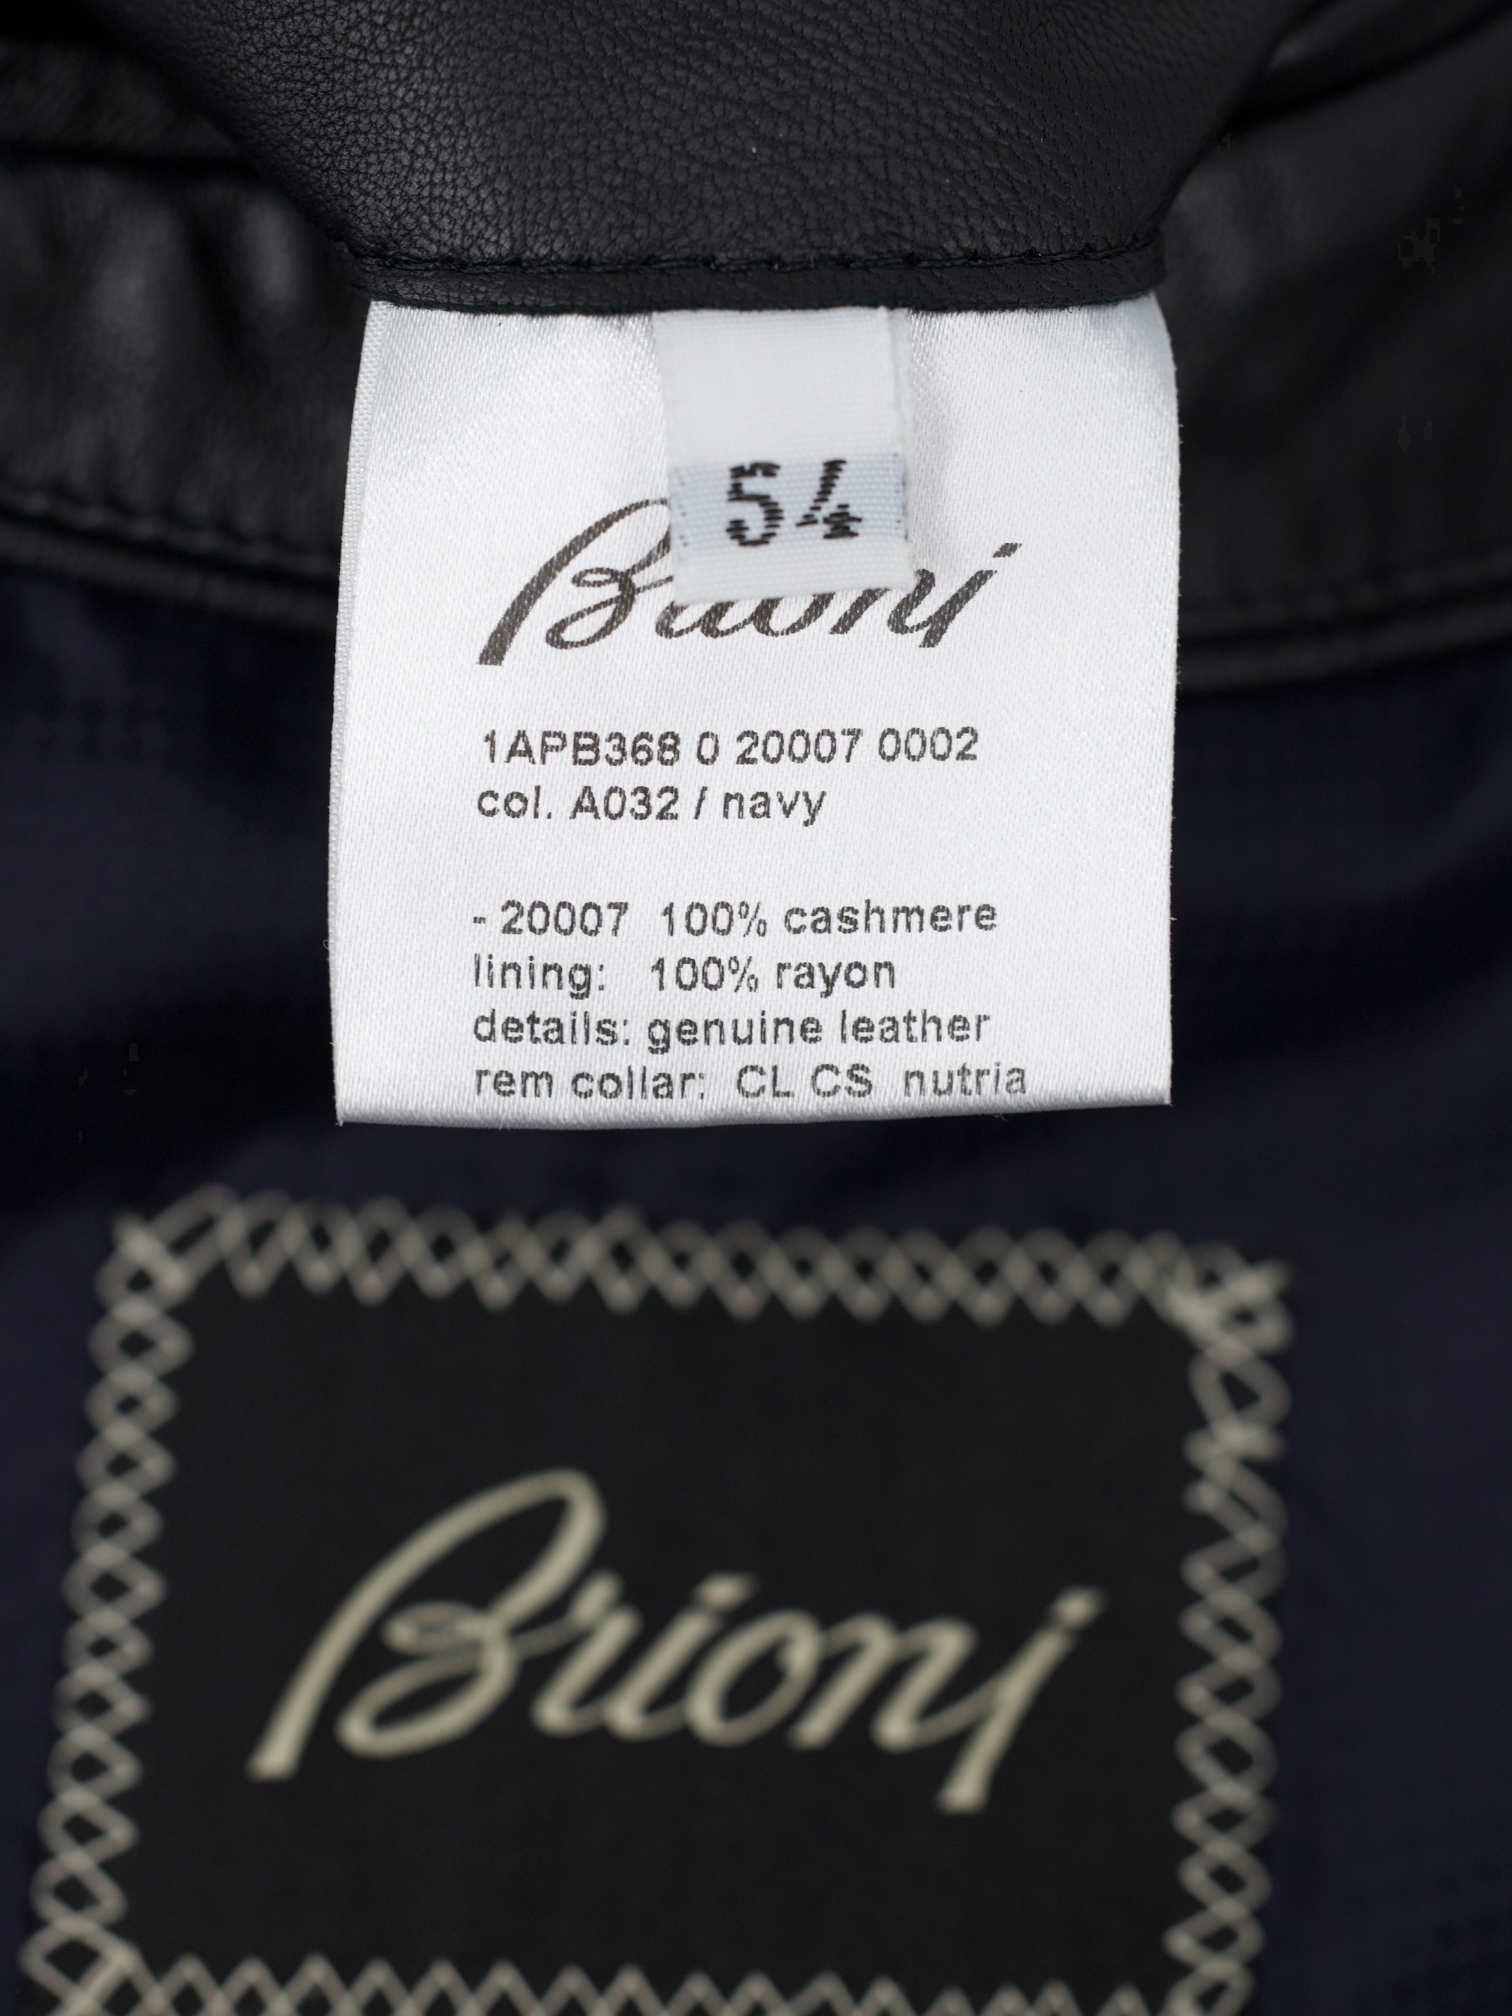 54
Brioni
1APB368 0 20007 0002
col. A032 / navy
- 20007 100% cashmere
lining: 100% rayon
details: genuine leather
rem collar: CL CS nutria
Brioni